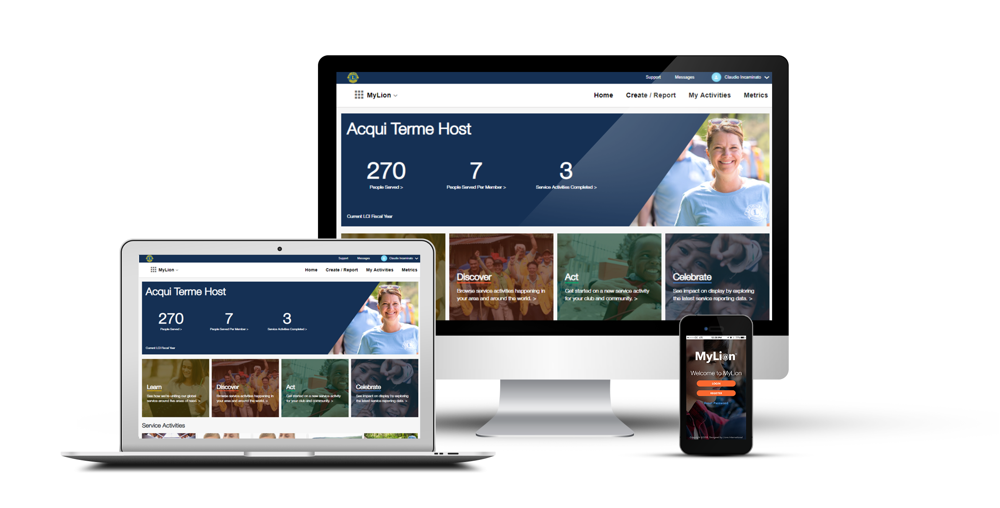 Support Messages Claudio Incaminato
MyLion
Home Create / Report My Activities Metrics
Acqui Terme Host
270 7 3
People Served > People Served Per Member > Service Activities Completed >
Current LCI Fiscal Year
Discover Act Celebrate
Browse service activities happening in Get started on a new service activity See impact on display by exploring
your area and around the world. > for your club and community. > the latest service reporting data. >
Support Messages Claudio Incaminato
MyLion Home Create / Report My Activities Metrics
Acqui Terme Host
270 7 3
People Served > People Served Per Member > Service Activities Completed >
Current LCI Fiscal Year
Learn Discover Act Celebrate
See how we're uniting our global Browse service activities happening in Get started on a new service activity See impact on display by exploring
service around five areas of need. > your area and around the world. > for your club and community. > the latest service reporting data. >
Service Activities
CC LTE 12:26 PM 77%
MyLion™
Welcome to MyLion
LOGIN
REGISTER
Reset Password
Copyright ©2018. Designed by Lions International